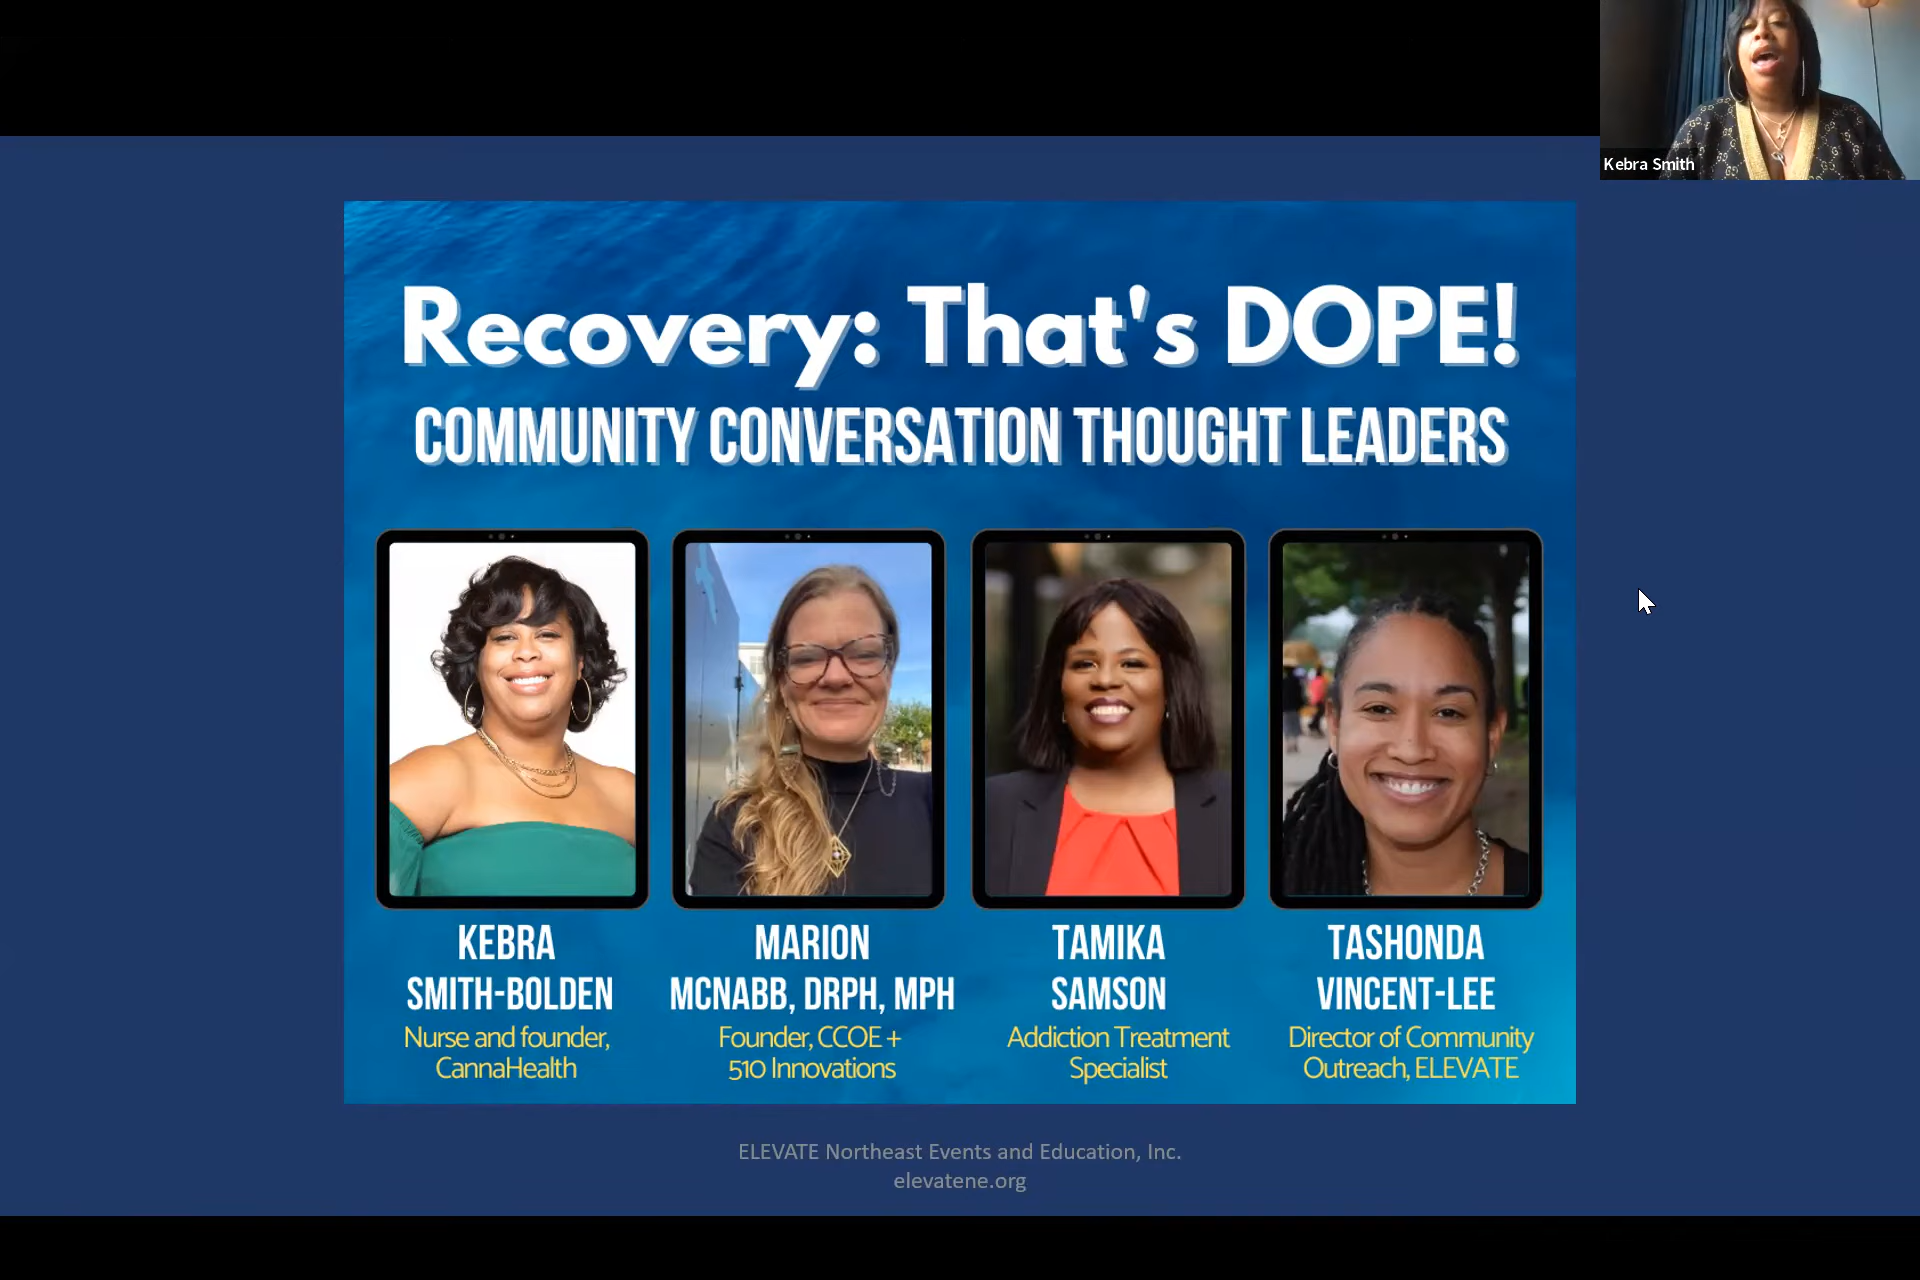 Kebra Smith
Recovery: That's DOPE!
COMMUNITY CONVERSATION THOUGHT LEADERS
KEBRA
SMITH-BOLDEN
Nurse and founder,
CannaHealth
MARION
MCNABB, DRPH, MPH
Founder, CCOE +
510 Innovations
TAMIKA
SAMSON
Addiction Treatment
Specialist
TASHONDA
VINCENT-LEE
Director of Community
Outreach, ELEVATE
ELEVATE Northeast Events and Education, Inc.
elevatene.org